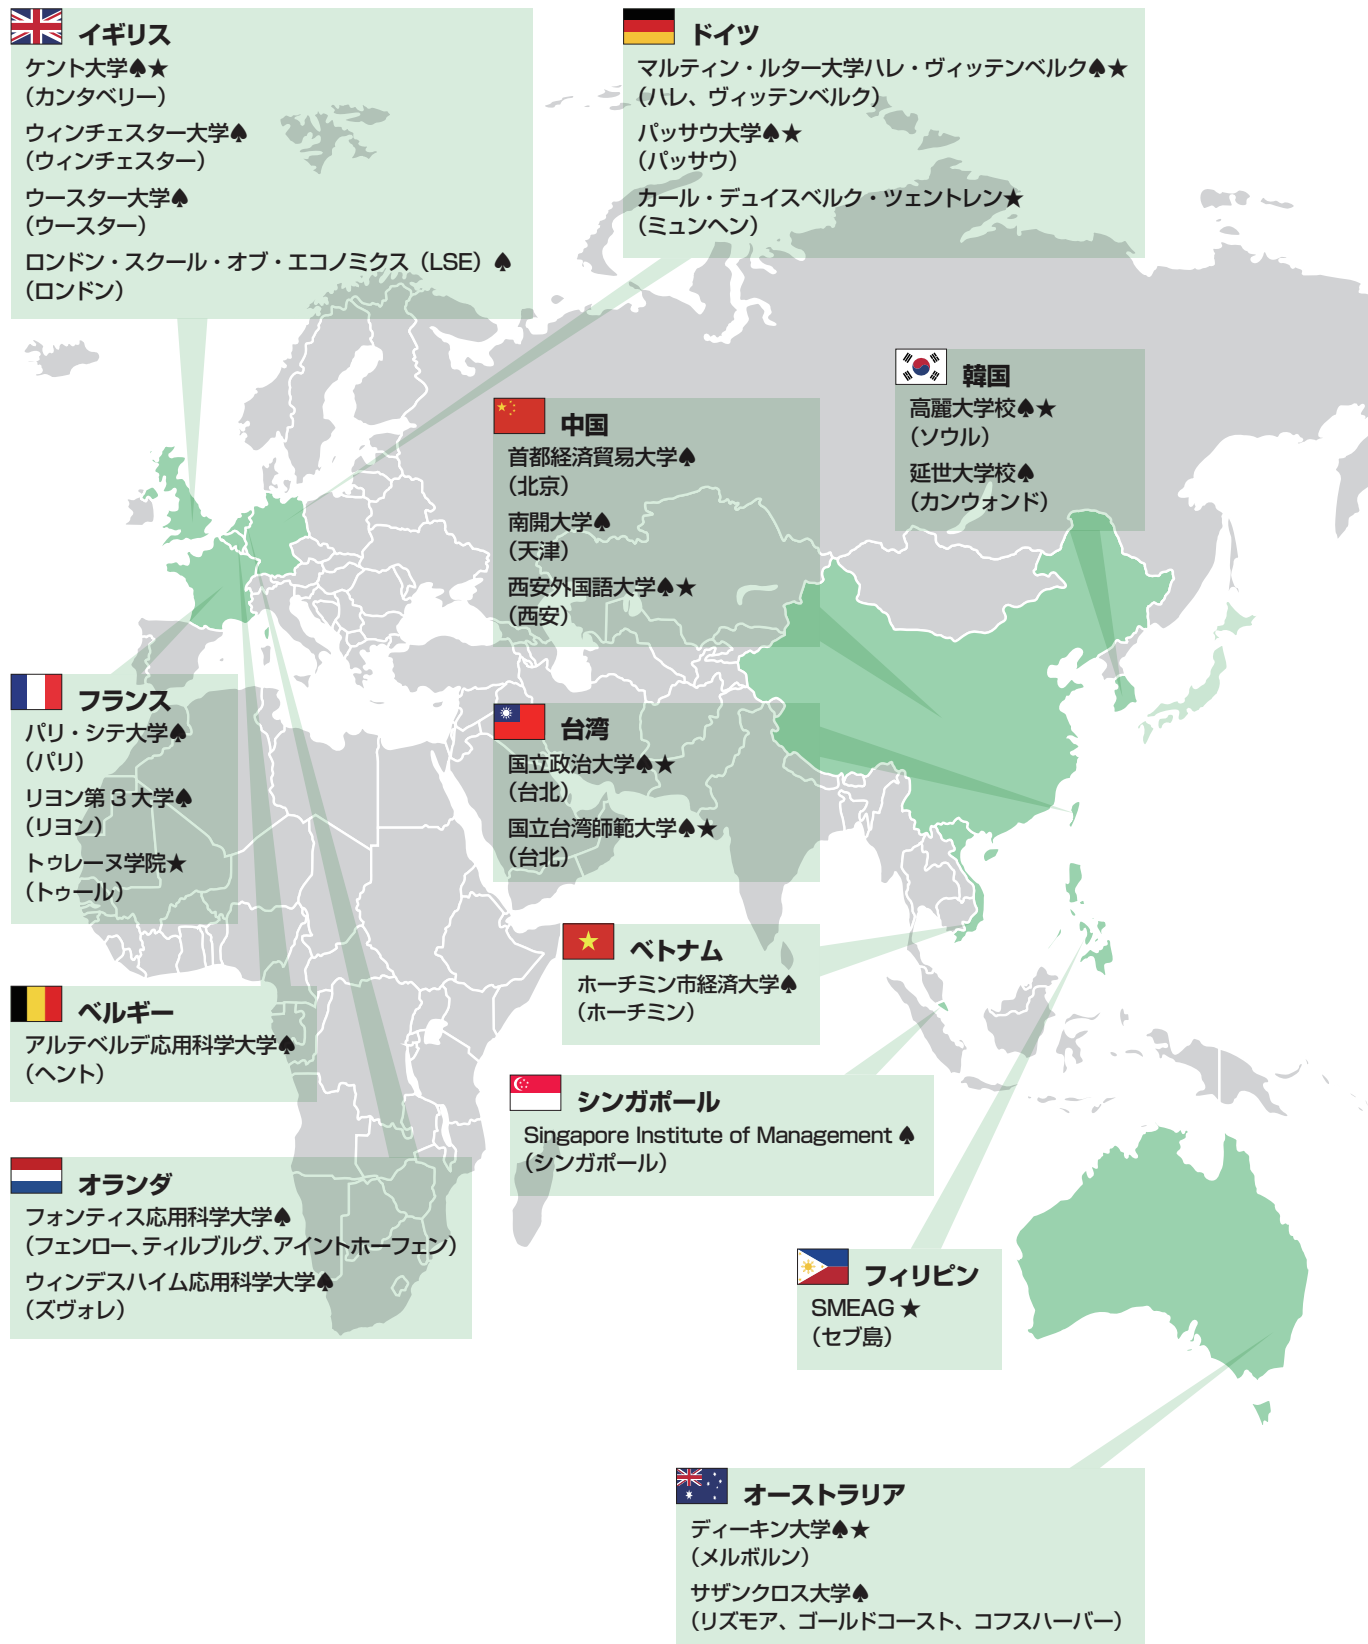 イギリス
ケント大学♠★
（カンタベリー）
ウィンチェスター大学♠
（ウィンチェスター）
ウースター大学♠
（ウースター）
ロンドン・スクール・オブ・エコノミクス（LSE）♠
（ロンドン）
ドイツ
マルティン・ルター大学ハレ・ヴィッテンベルク♠★
（ハレ、ヴィッテンベルク）
パッサウ大学♠★
（パッサウ）
カール・デュイスベルク・ツェントレン★
（ミュンヘン）
韓国
高麗大学校♠★
（ソウル）
延世大学校♠
（カンウォンド）
中国
首都経済貿易大学♠
（北京）
南開大学♠
（天津）
西安外国語大学♠★
（西安）
フランス
パリ・シテ大学♠
（パリ）
リヨン第3大学♠
（リヨン）
トゥレーヌ学院★
（トゥール）
台湾
国立政治大学♠★
（台北）
国立台湾師範大学♠★
（台北）
ベトナム
ホーチミン市経済大学♠
（ホーチミン）
ベルギー
アルテベルデ応用科学大学♠
（ヘント）
シンガポール
Singapore Institute of Management ♠
（シンガポール）
オランダ
フォンティス応用科学大学♠
（フェンロー、ティルブルグ、アイントホーフェン）
ウィンデスハイム応用科学大学♠
（ズヴォレ）
フィリピン
SMEAG ★
（セブ島）
オーストラリア
ディーキン大学♠★
（メルボルン）
サザンクロス大学♠
（リズモア、ゴールドコースト、コフスハーバー）